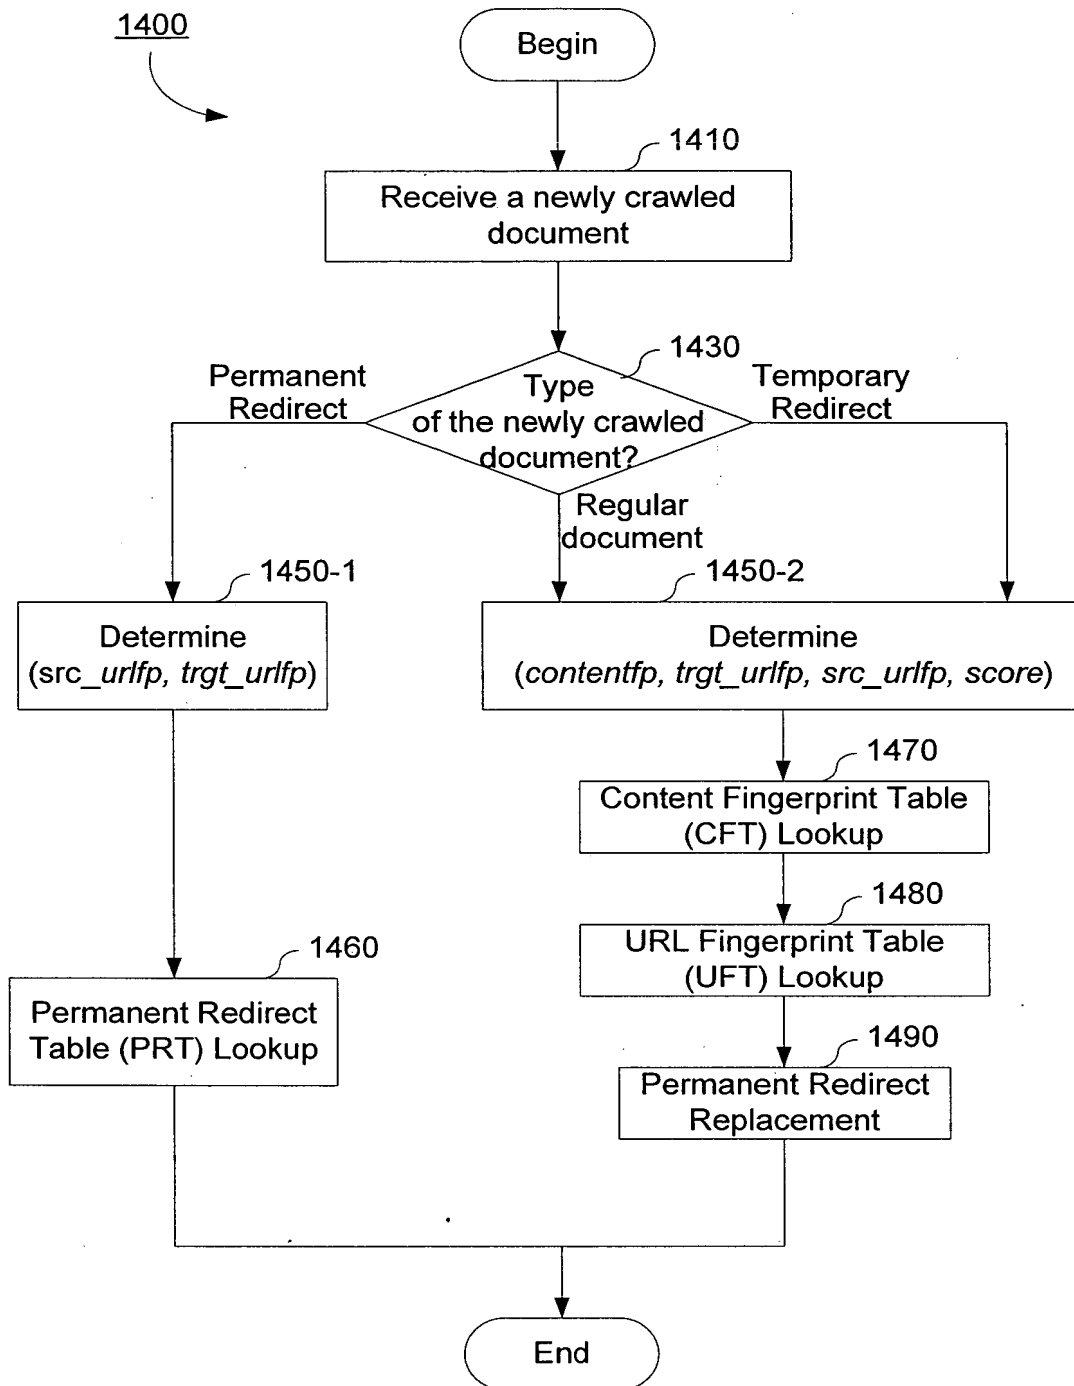 1400
Begin
1410
Receive a newly crawled
document
1430
Permanent
Redirect
Type
of the newly crawled
document?
Temporary
Redirect
Regular
document
1450-1
1450-2
Determine
(src_urlfp, trgt_urlfp)
Determine
(contentfp, trgt_urlfp, src_urlfp, score)
1470
Content Fingerprint Table
(CFT) Lookup
1480
URL Fingerprint Table
(UFT) Lookup
1460
Permanent Redirect
Table (PRT) Lookup
1490
Permanent Redirect
Replacement
End